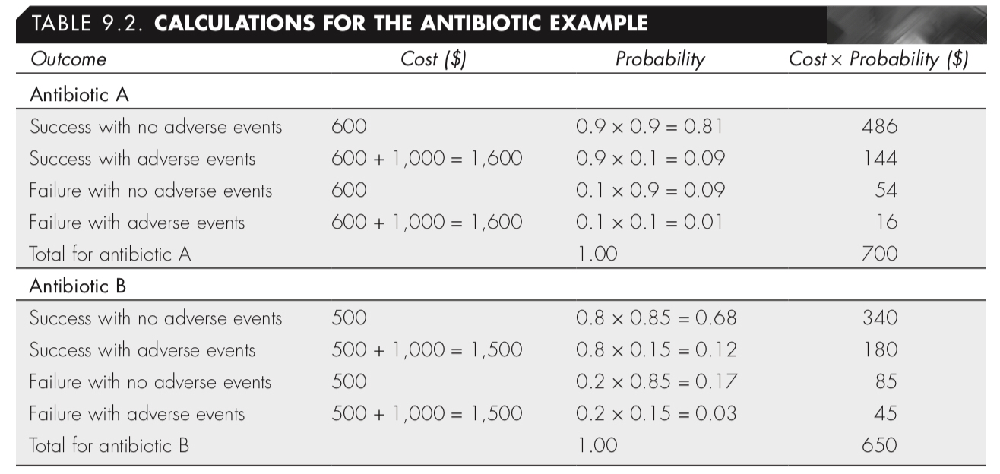 TABLE 9.2. CALCULATIONS FOR THE ANTIBIOTIC EXAMPLE
Outcome Cost ($) Probability Cost × Probability ($)
Antibiotic A
Success with no adverse events 600 0.9 × 0.9 = 0.81 486
Success with adverse events 600 + 1,000 = 1,600 0.9 × 0.1 = 0.09 144
Failure with no adverse events 600 0.1 × 0.9 = 0.09 54
Failure with adverse events 600 + 1,000 = 1,600 0.1 × 0.1 = 0.01 16
Total for antibiotic A 1.00 700
Antibiotic B
Success with no adverse events 500 0.8 × 0.85 = 0.68 340
Success with adverse events 500 + 1,000 = 1,500 0.8 × 0.15 = 0.12 180
Failure with no adverse events 500 0.2 × 0.85 = 0.17 85
Failure with adverse events 500 + 1,000 = 1,500 0.2 × 0.15 = 0.03 45
Total for antibiotic B 1.00 650